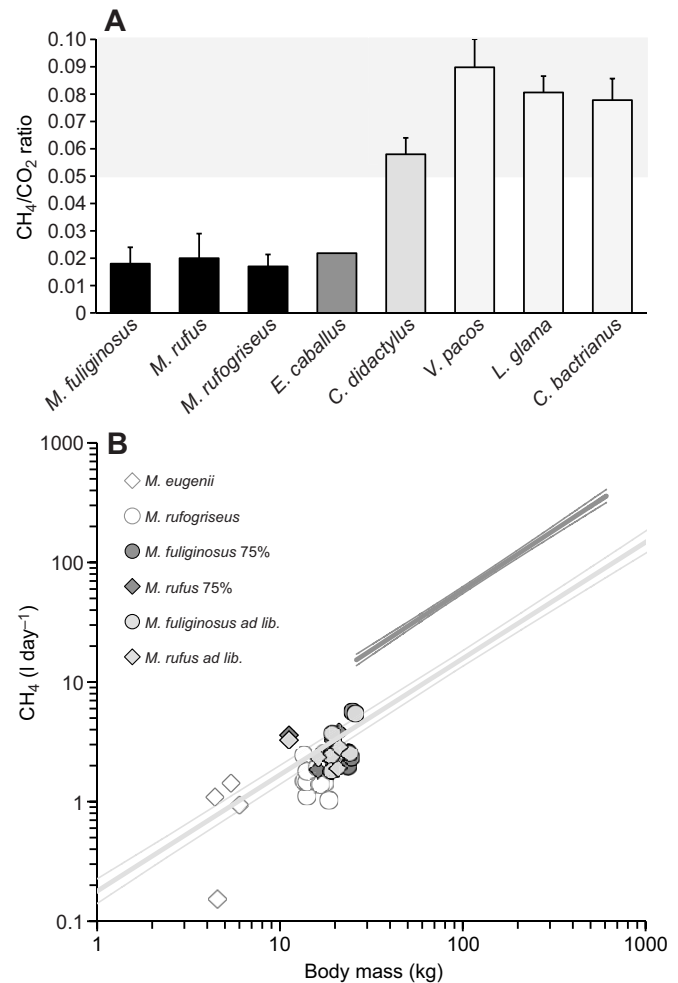 A
0.10
0.09
0.08
0.07
0.06
0.05
0.04
0.03
0.02
0.01
0
CH₄/CO₂ ratio
M. fuliginosus
M. rufus
M. rufogriseus
E. caballus
C. didactylus
V. pacos
L. glama
C. bactrianus
B
1000
100
10
1
0.1
CH₄ (l day⁻¹)
M. eugenii
M. rufogriseus
M. fuliginosus 75%
M. rufus 75%
M. fuliginosus ad lib.
M. rufus ad lib.
1 10 100 1000
Body mass (kg)